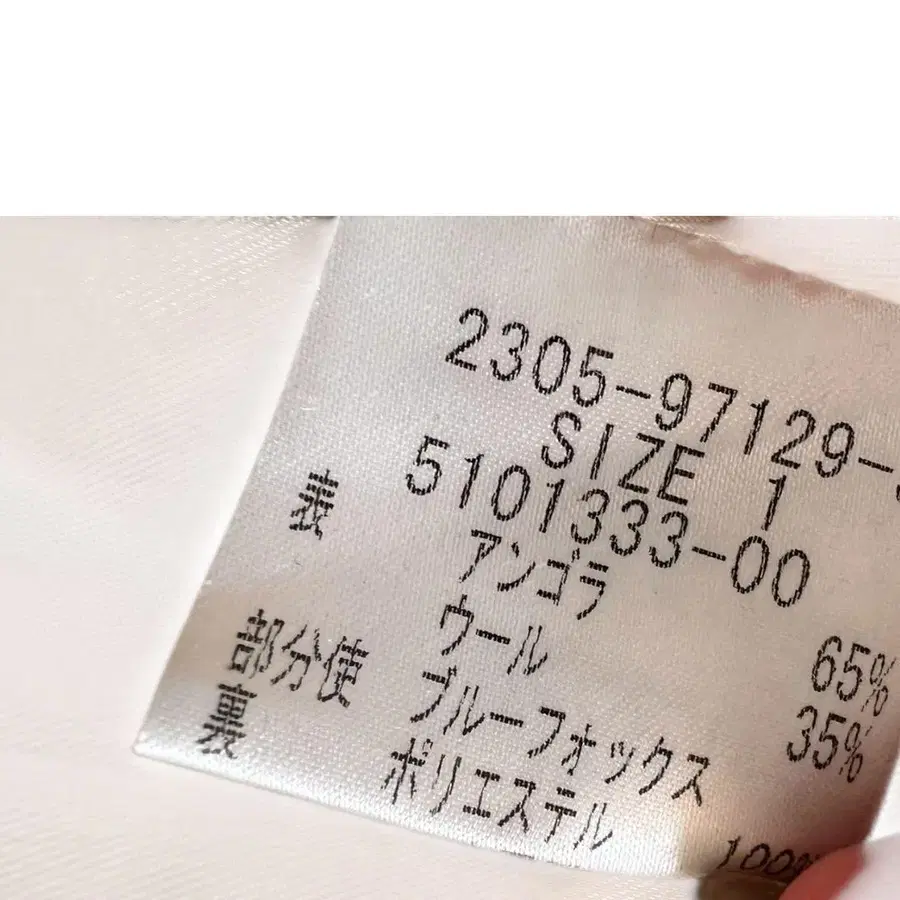 2305-97129-
SIZE 1
5101333-00
表 アンゴラ 65%
ウール 35%
部分使 ブルーフォックス
裏 ポリエステル 100%